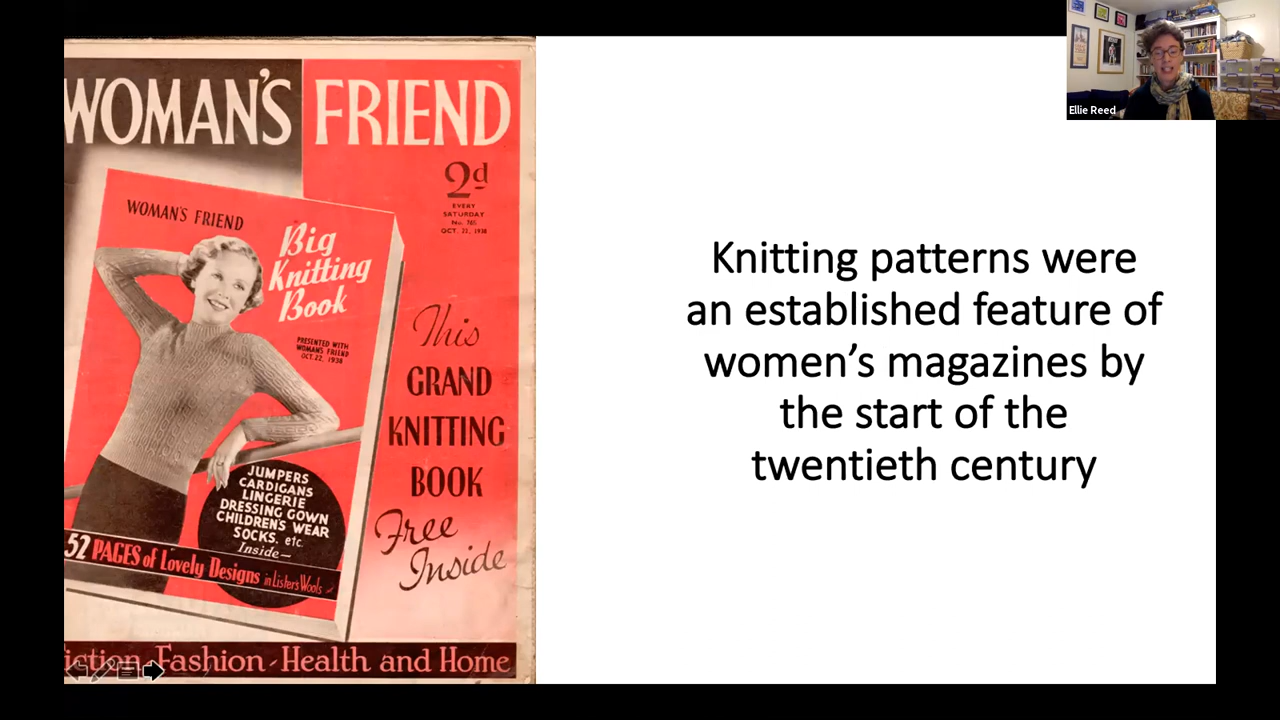 WOMAN'S FRIEND
2d
EVERY
SATURDAY
OCT. 22, 1938
WOMAN'S FRIEND
Big
Knitting
Book
PRESENTED WITH
WOMAN'S FRIEND
OCT. 22, 1938
This
GRAND
KNITTING
BOOK
Free
Inside
JUMPERS
CARDIGANS
LINGERIE
DRESSING GOWN
CHILDREN'S WEAR
SOCKS, etc.
Inside—
52 PAGES of Lovely Designs in Lister's Wools
iction - Fashion - Health and Home
Knitting patterns were
an established feature of
women's magazines by
the start of the
twentieth century
Ellie Reed